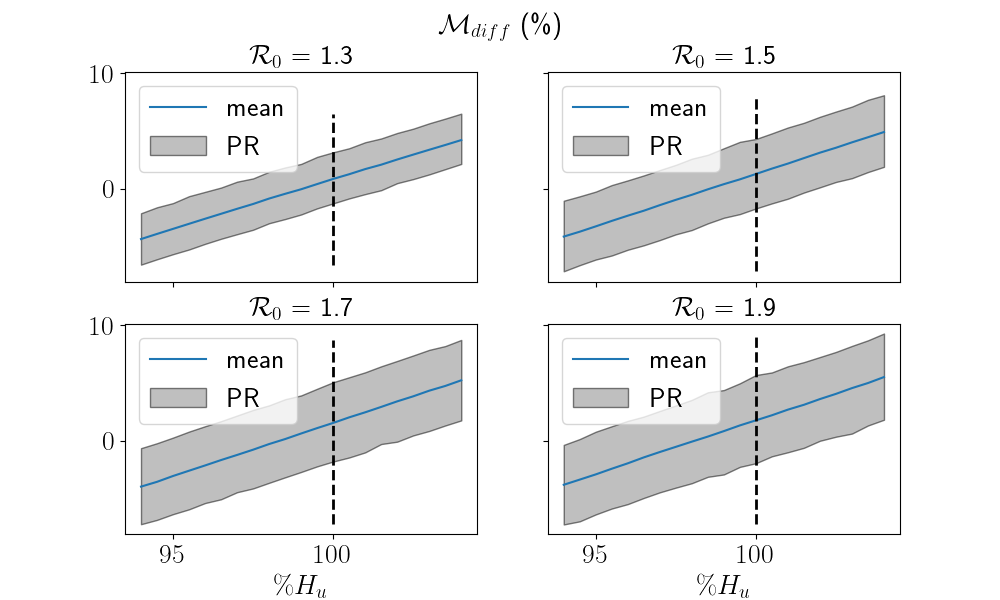 ℳ_diff (%)
ℛ₀ = 1.3
ℛ₀ = 1.5
10
0
mean
PR
mean
PR
ℛ₀ = 1.7
ℛ₀ = 1.9
10
0
mean
PR
mean
PR
95
100
95
100
%H_u
%H_u